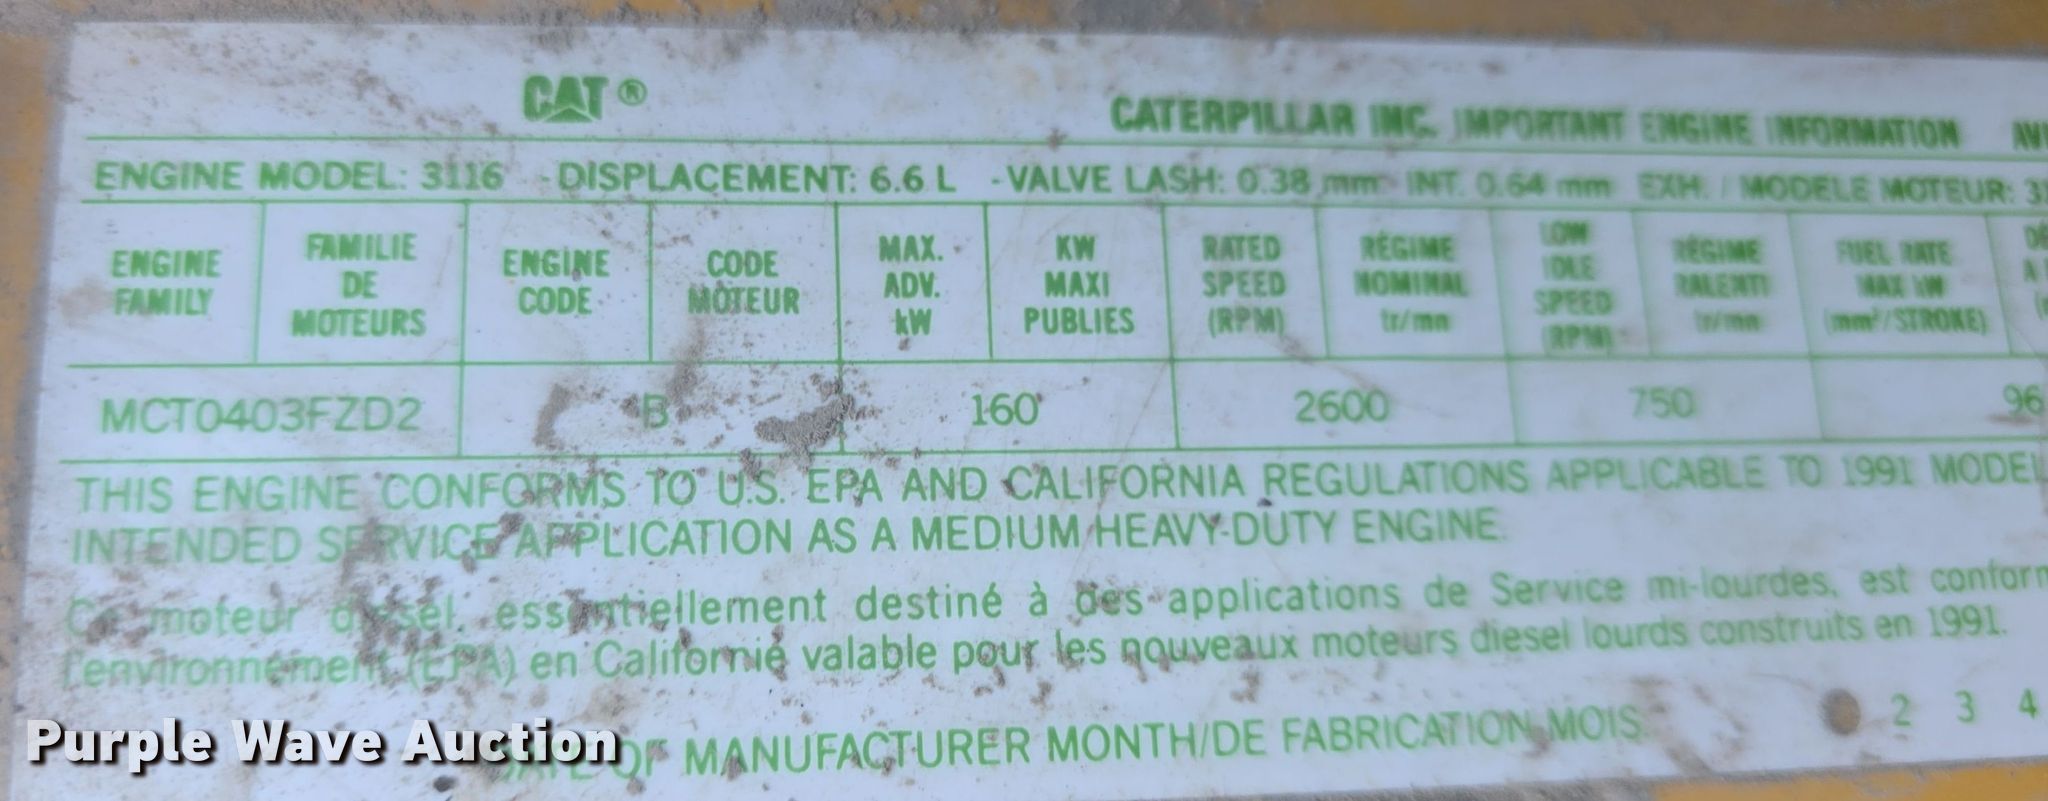 CAT®
CATERPILLAR INC. IMPORTANT ENGINE INFORMATION
ENGINE MODEL: 3116 - DISPLACEMENT: 6.6 L - VALVE LASH: 0.38 mm INT. 0.64 mm EXH. / MODELE MOTEUR:
ENGINE FAMILY
FAMILIE DE MOTEURS
ENGINE CODE
CODE MOTEUR
MAX. ADV. kW
KW MAXI PUBLIES
RATED SPEED (RPM)
RÉGIME NOMINAL tr/mn
LOW IDLE SPEED (RPM)
RÉGIME RALENTI tr/mn
FUEL RATE MAX kW (mm³/STROKE)
MCT0403FZD2 B 160 2600 750 96
THIS ENGINE CONFORMS TO U.S. EPA AND CALIFORNIA REGULATIONS APPLICABLE TO 1991 MODEL
INTENDED SERVICE APPLICATION AS A MEDIUM HEAVY-DUTY ENGINE.
Ce moteur diesel, essentiellement destiné à des applications de Service mi-lourdes, est conform
l'environnement (EPA) en Californie valable pour les nouveaux moteurs diesel lourds construits en 1991.
DATE OF MANUFACTURER MONTH/DE FABRICATION MOIS: 2 3 4
Purple Wave Auction